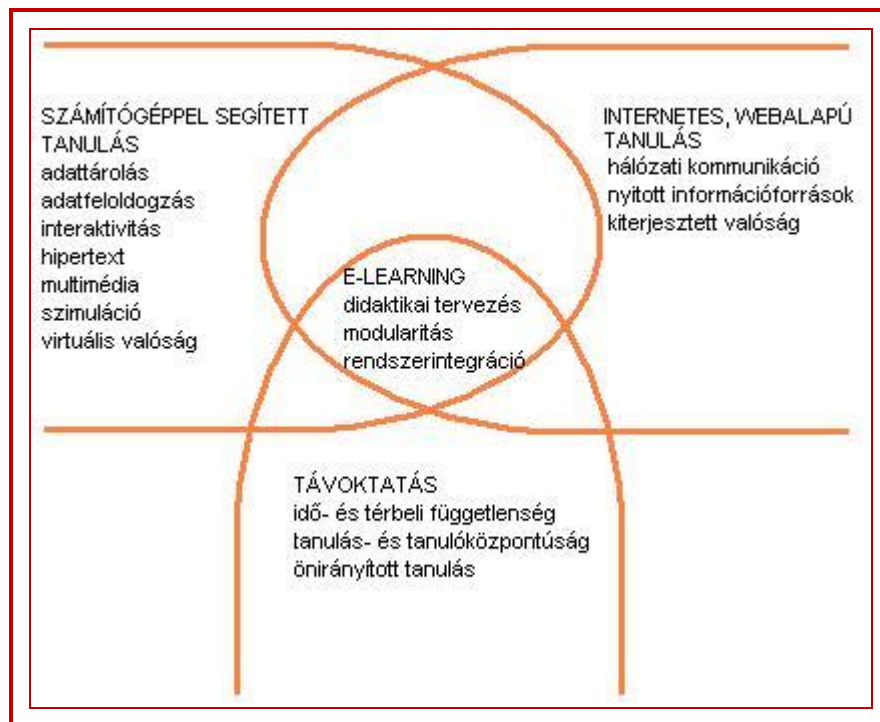 SZÁMÍTÓGÉPPEL SEGÍTETT
TANULÁS
adattárolás
adatfeloldogzás
interaktivitás
hipertext
multimédia
szimuláció
virtuális valóság
INTERNETES, WEBALAPÚ
TANULÁS
hálózati kommunikáció
nyitott információforrások
kiterjesztett valóság
E-LEARNING
didaktikai tervezés
modularitás
rendszerintegráció
TÁVOKTATÁS
idő- és térbeli függetlenség
tanulás- és tanulóközpontúság
önirányított tanulás